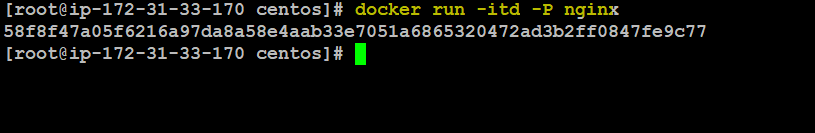 [root@ip-172-31-33-170 centos]# docker run -itd -P nginx
58f8f47a05f6216a97da8a58e4aab33e7051a6865320472ad3b2ff0847fe9c77
[root@ip-172-31-33-170 centos]#